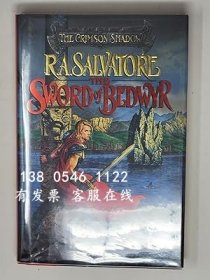 THE CRIMSON SHADOW
R.A. SALVATORE
THE
SWORD of BEDWYR
138 0546 1122
有发票 客服在线